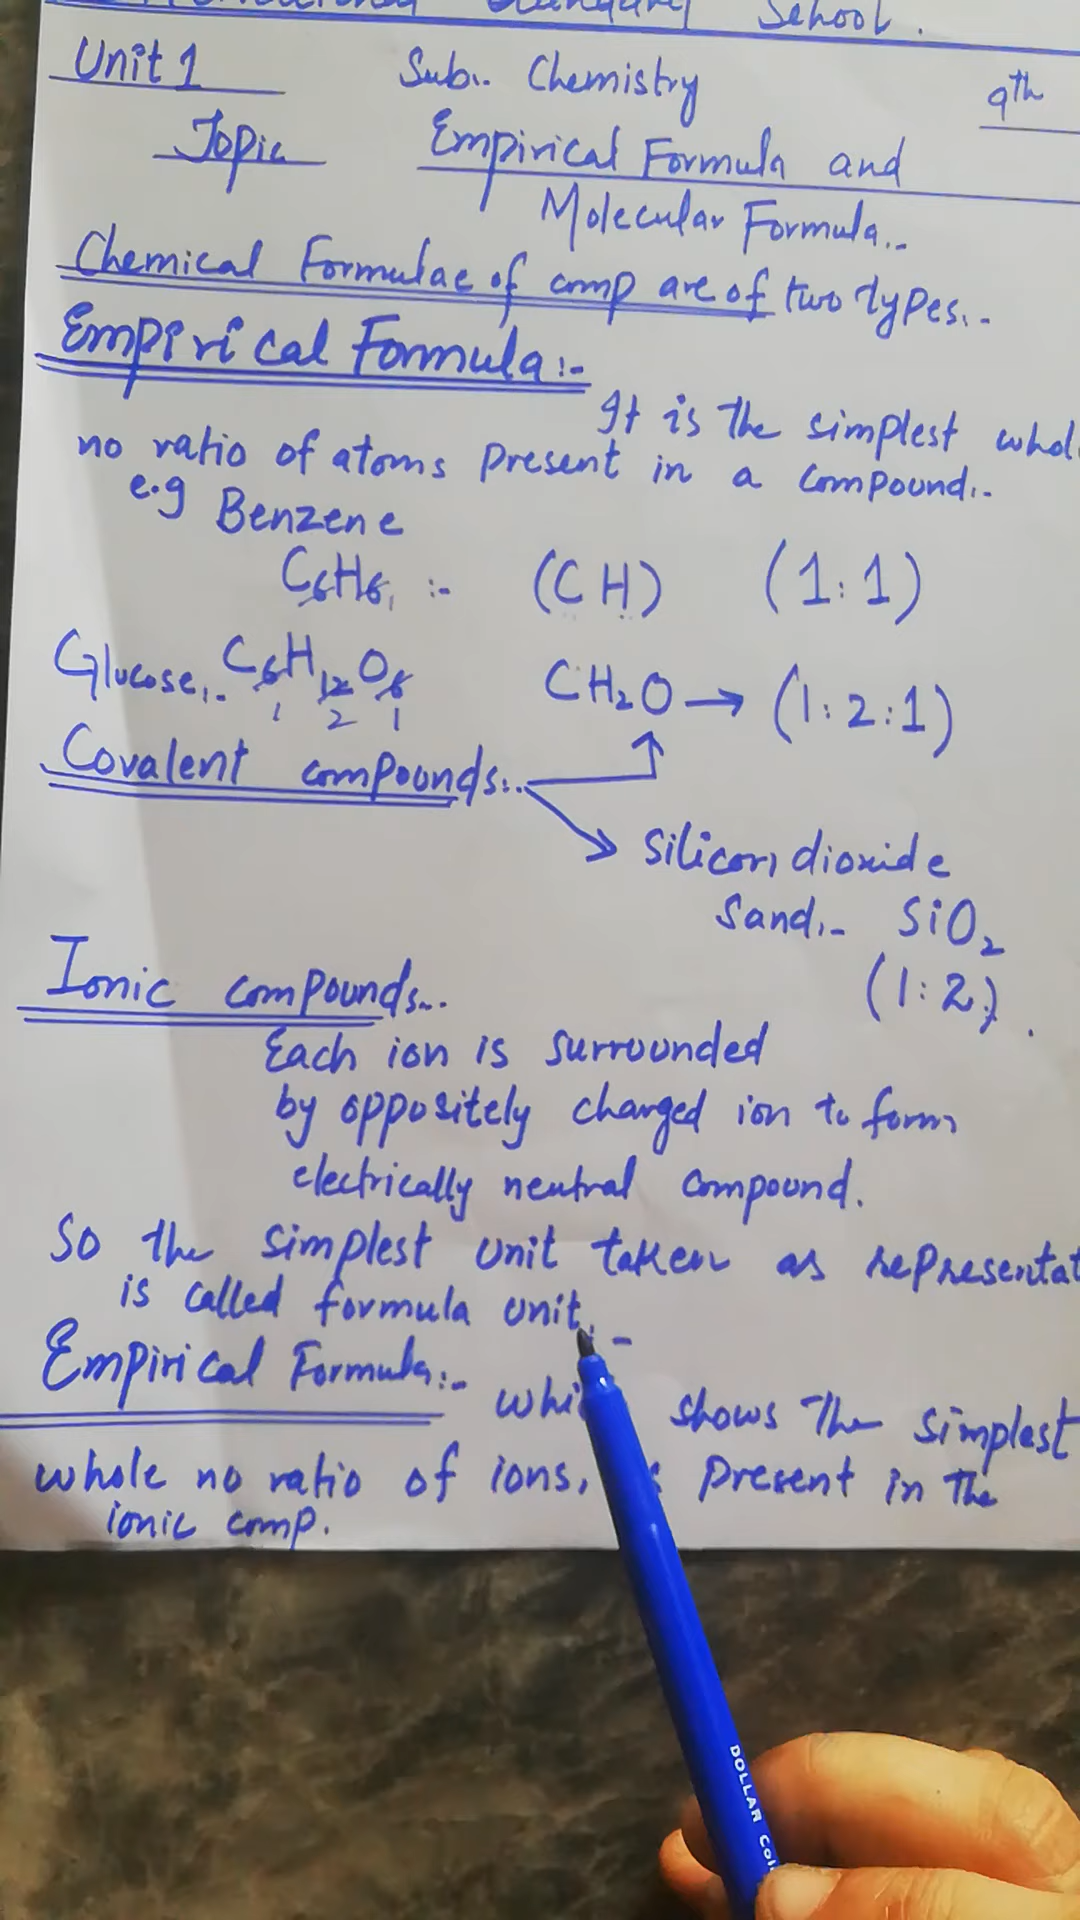 Standard School.
Unit 1 Sub:. Chemistry 9th
Topic Empirical Formula and
Molecular Formula..
Chemical Formulae of comp are of two types:.-
Empirical Formula:-
It is the simplest whol
no ratio of atoms present in a compound:-
e.g Benzene
C6H6, :- (CH) (1:1)
Glucose:- C6H12O6 CH2O → (1:2:1)
1 2 1
Covalent compounds:..
Silicon dioxide
Sand:- SiO2
(1:2).
Ionic compounds...
Each ion is surrounded
by oppositely charged ion to form
electrically neutral compound.
So the simplest unit taken as representat
is called formula unit.-
Empirical Formula:- whi shows The simplest
whole no ratio of ions, present in the
ionic comp.
DOLLAR Col